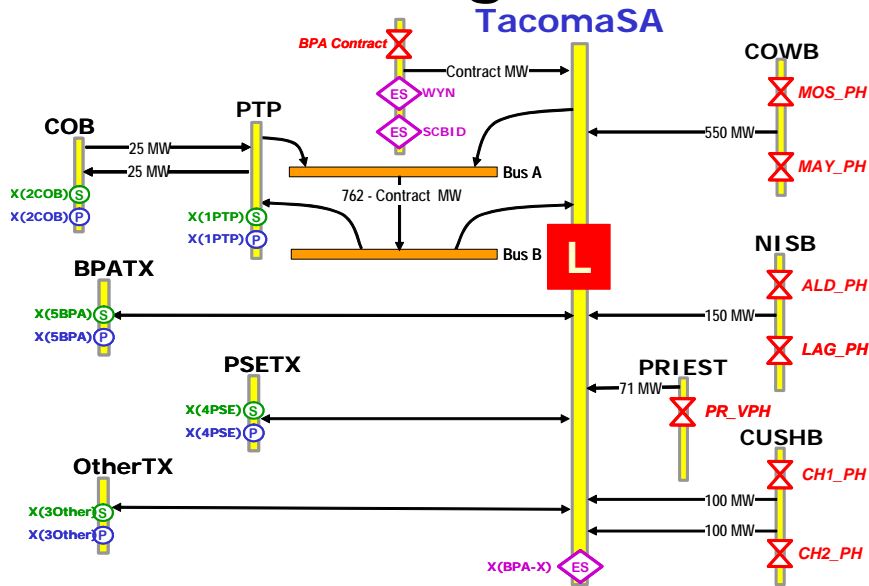 TacomaSA
BPA Contract
Contract MW
ES WYN
ES SCBID
COWB
MOS_PH
550 MW
MAY_PH
COB
PTP
25 MW
25 MW
X(2COB) S
X(2COB) P
X(1PTP) S
X(1PTP) P
Bus A
762 - Contract MW
Bus B
L
NISB
ALD_PH
150 MW
LAG_PH
BPATX
X(5BPA) S
X(5BPA) P
PSETX
X(4PSE) S
X(4PSE) P
PRIEST
71 MW
PR_VPH
CUSHB
CH1_PH
100 MW
100 MW
CH2_PH
OtherTX
X(3Other) S
X(3Other) P
X(BPA-X) ES